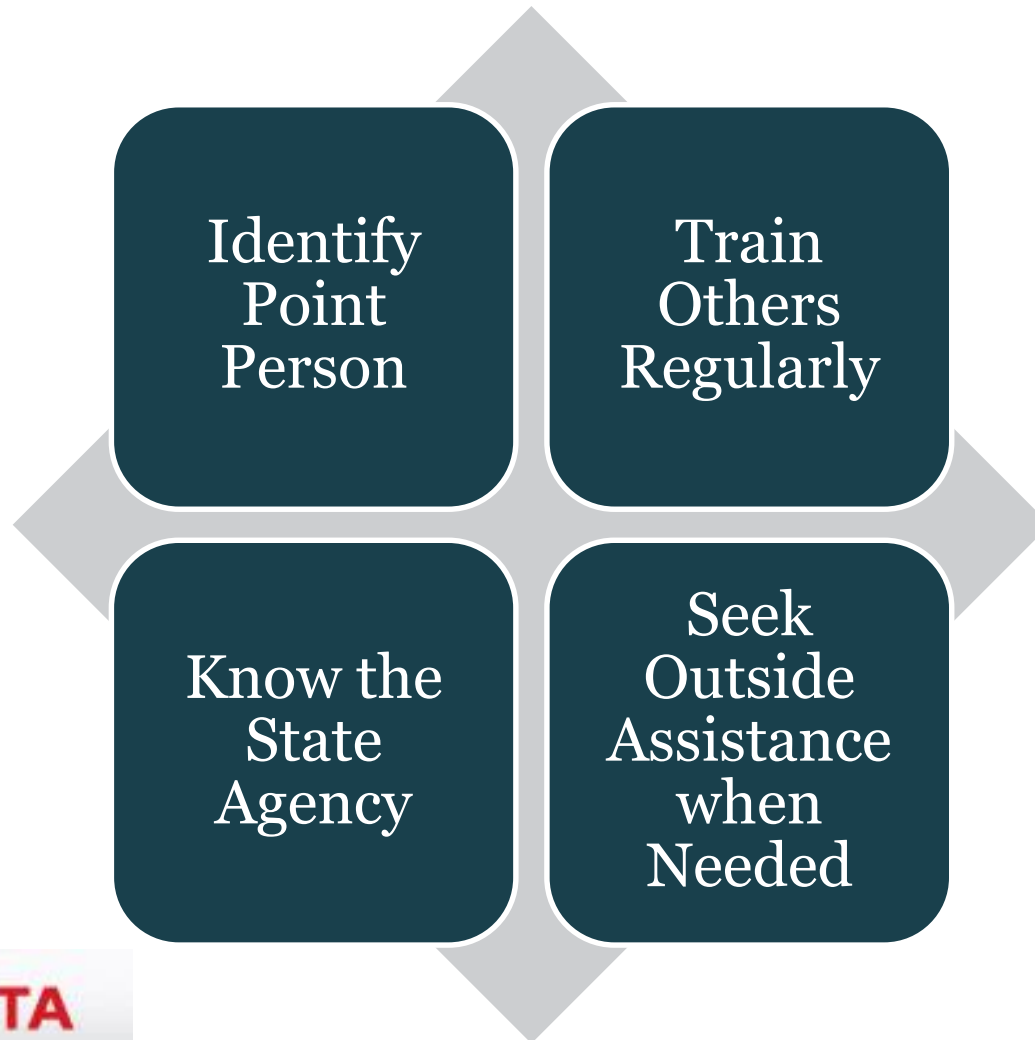 Identify
Point
Person
Train
Others
Regularly
Know the
State
Agency
Seek
Outside
Assistance
when
Needed
TA